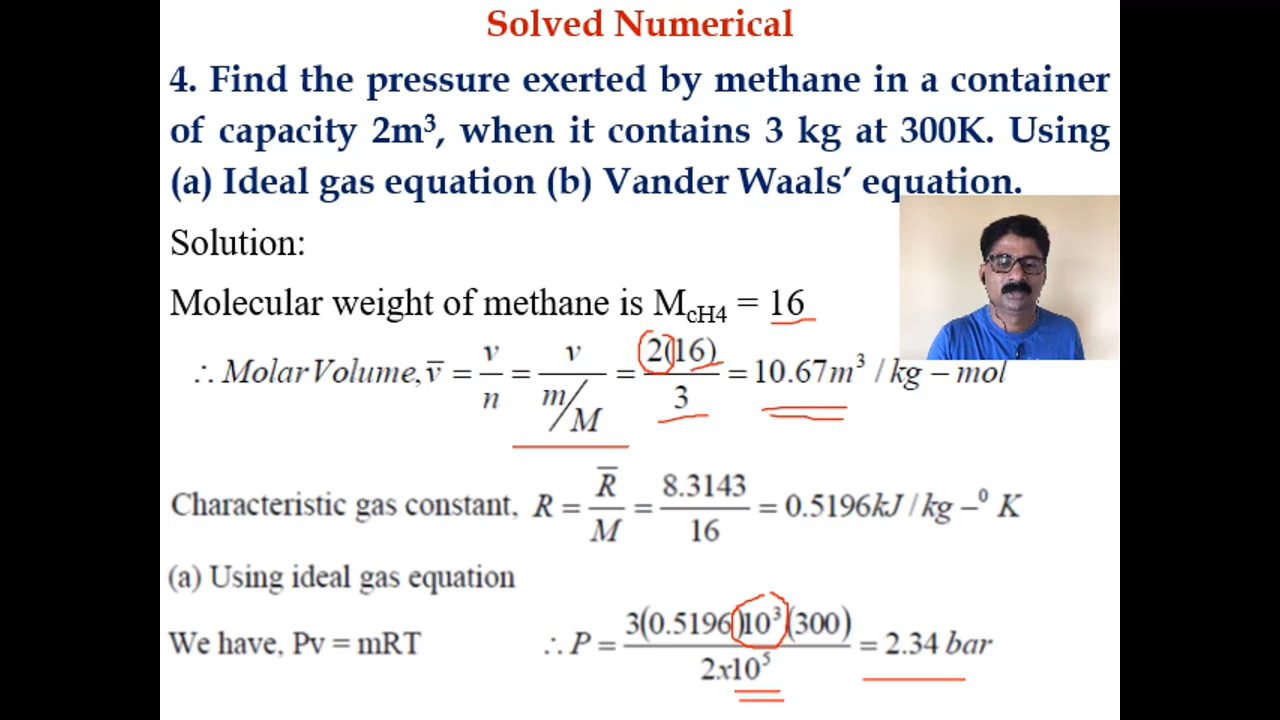 Solved Numerical
4. Find the pressure exerted by methane in a container
of capacity 2m³, when it contains 3 kg at 300K. Using
(a) Ideal gas equation (b) Vander Waals’ equation.
Solution:
Molecular weight of methane is M_cH4 = 16
∴ Molar Volume, v̅ = v/n = v/(m/M) = 2(16)/3 = 10.67m³ / kg – mol
Characteristic gas constant, R = R̅/M = 8.3143/16 = 0.5196kJ / kg –⁰ K
(a) Using ideal gas equation
We have, Pv = mRT ∴ P = 3(0.5196)10³(300)/2x10⁵ = 2.34 bar